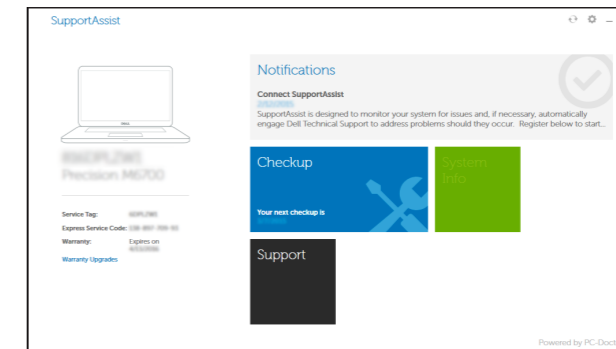 SupportAssist
Notifications
Connect SupportAssist
SupportAssist is designed to monitor your system for issues and, if necessary, automatically
engage Dell Technical Support to address problems should they occur. Register below to start...
Precision M6700
Checkup
System
Info
Your next checkup is
Service Tag:
Express Service Code:
Warranty: Expires on
Warranty Upgrades
Support
Powered by PC-Doct